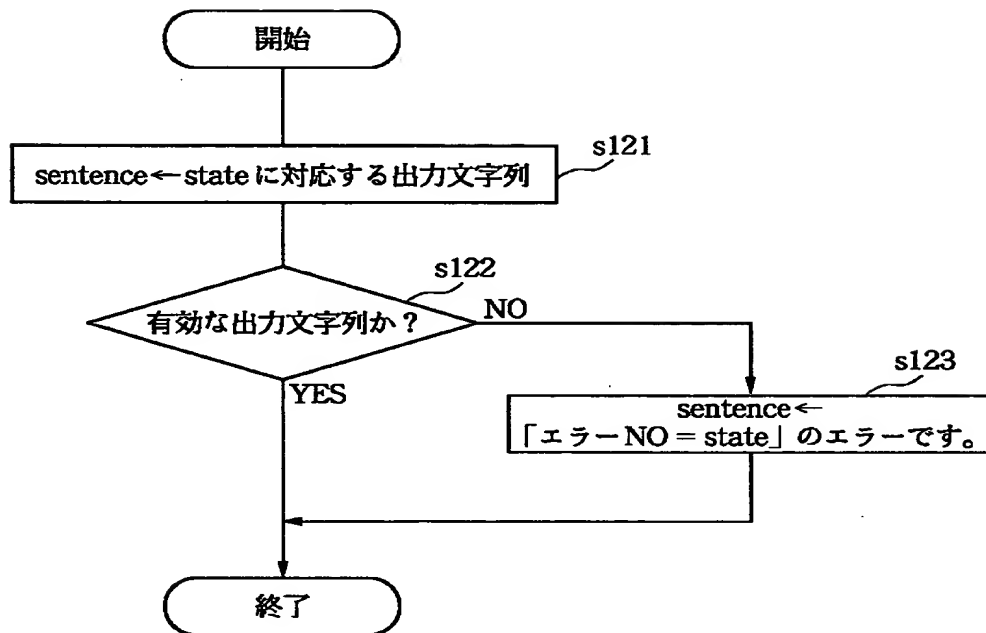 開始
s121
sentence←stateに対応する出力文字列
s122
有効な出力文字列か？
NO
YES
s123
sentence←
「エラーNO＝state」のエラーです。
終了